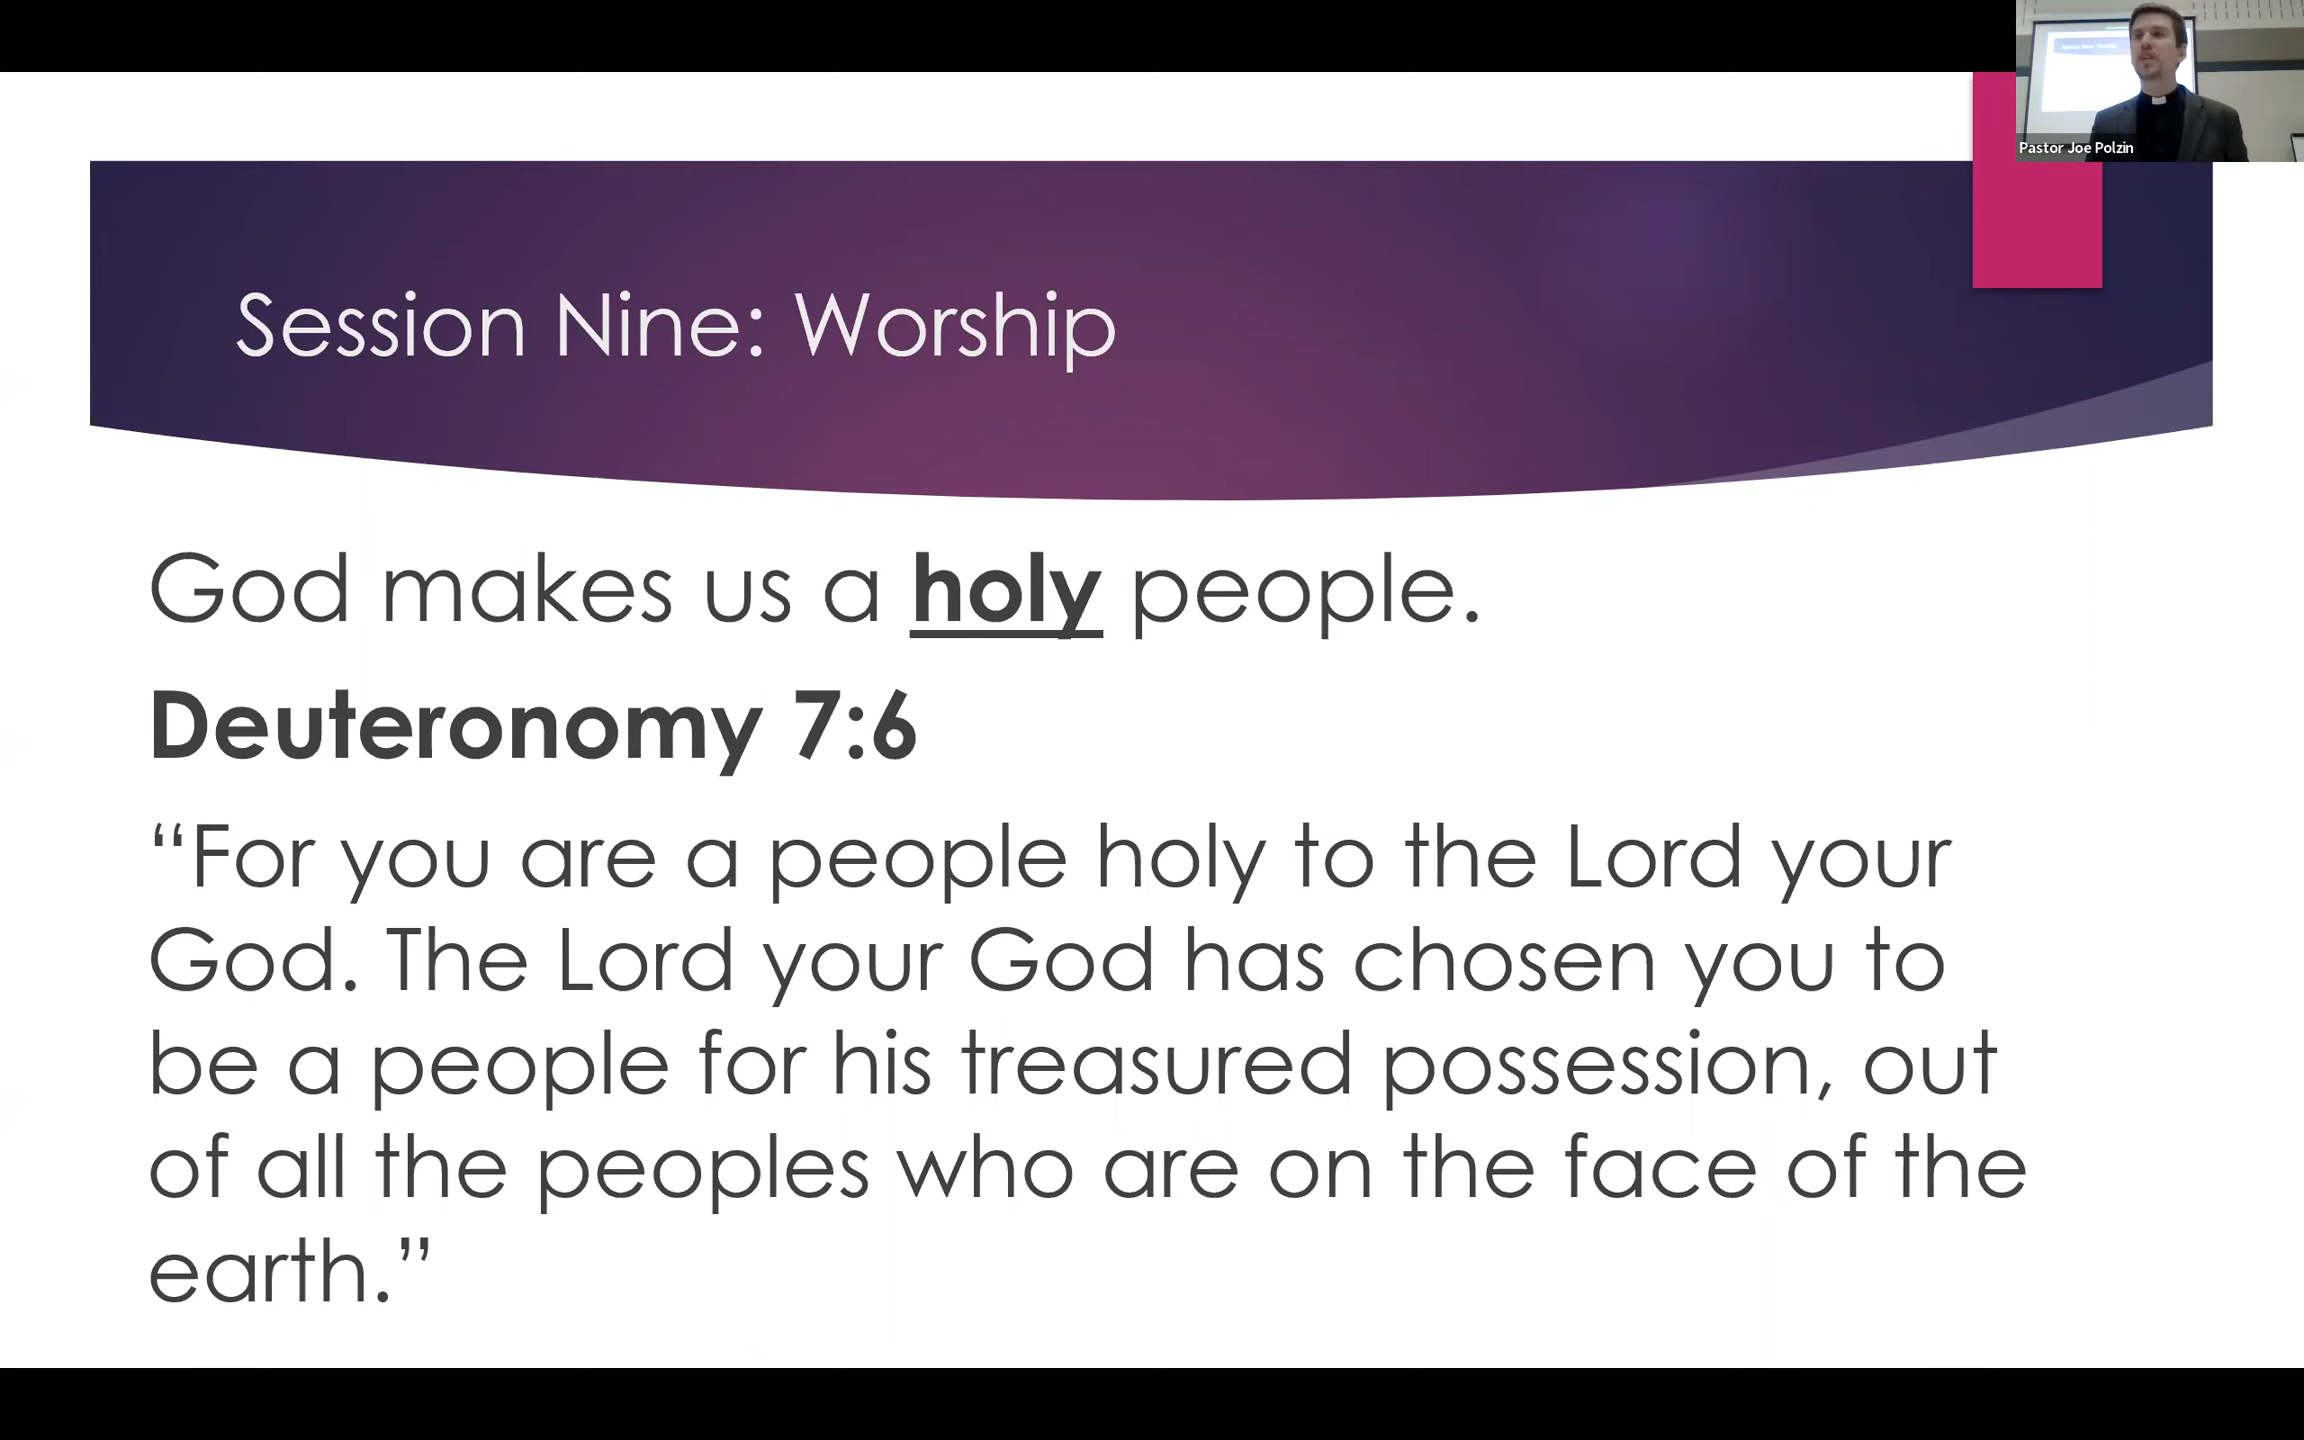 Pastor Joe Polzin
Session Nine: Worship
God makes us a holy people.
Deuteronomy 7:6
“For you are a people holy to the Lord your
God. The Lord your God has chosen you to
be a people for his treasured possession, out
of all the peoples who are on the face of the
earth.”